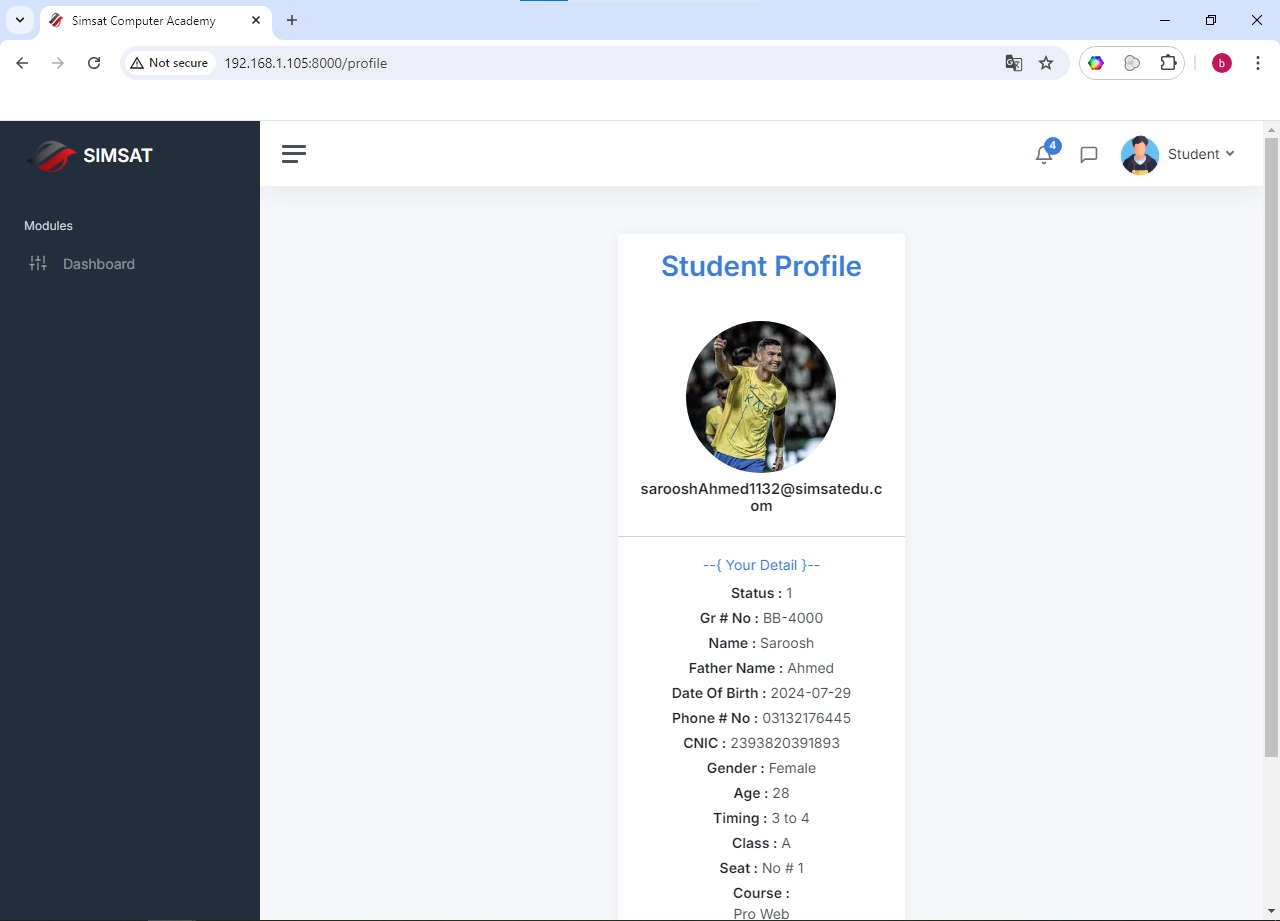 Simsat Computer Academy
Not secure
192.168.1.105:8000/profile
b
SIMSAT
4
Student
Modules
Dashboard
Student Profile
sarooshAhmed1132@simsatedu.c
om
--{ Your Detail }--
Status : 1
Gr # No : BB-4000
Name : Saroosh
Father Name : Ahmed
Date Of Birth : 2024-07-29
Phone # No : 03132176445
CNIC : 2393820391893
Gender : Female
Age : 28
Timing : 3 to 4
Class : A
Seat : No # 1
Course :
Pro Web